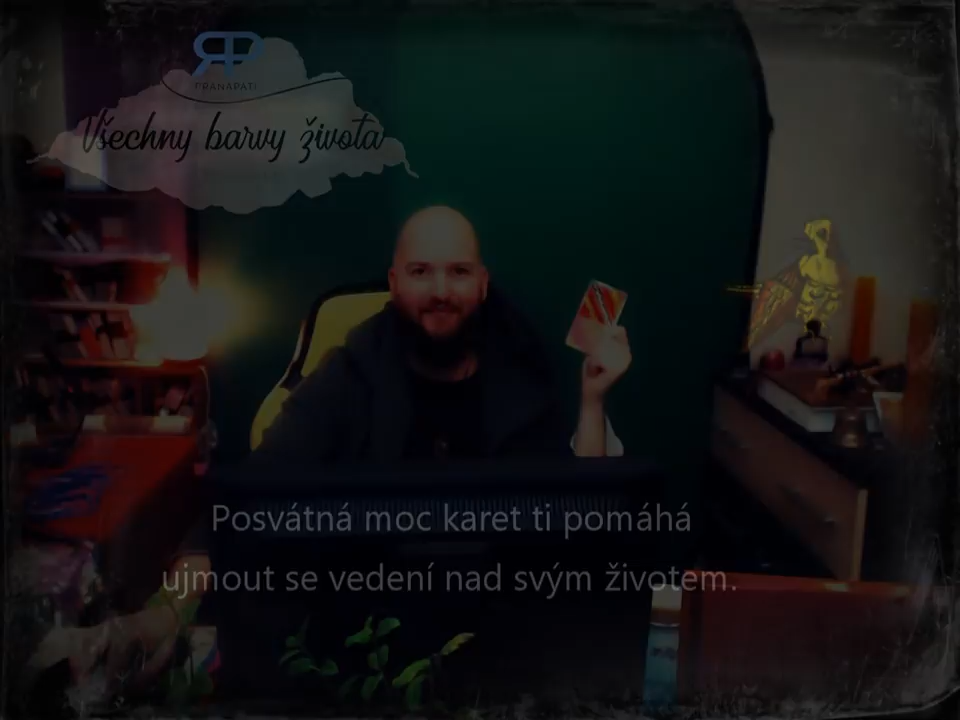 PRANAPATI
Všechny barvy života
Posvátná moc karet ti pomáhá
ujmout se vedení nad svým životem.